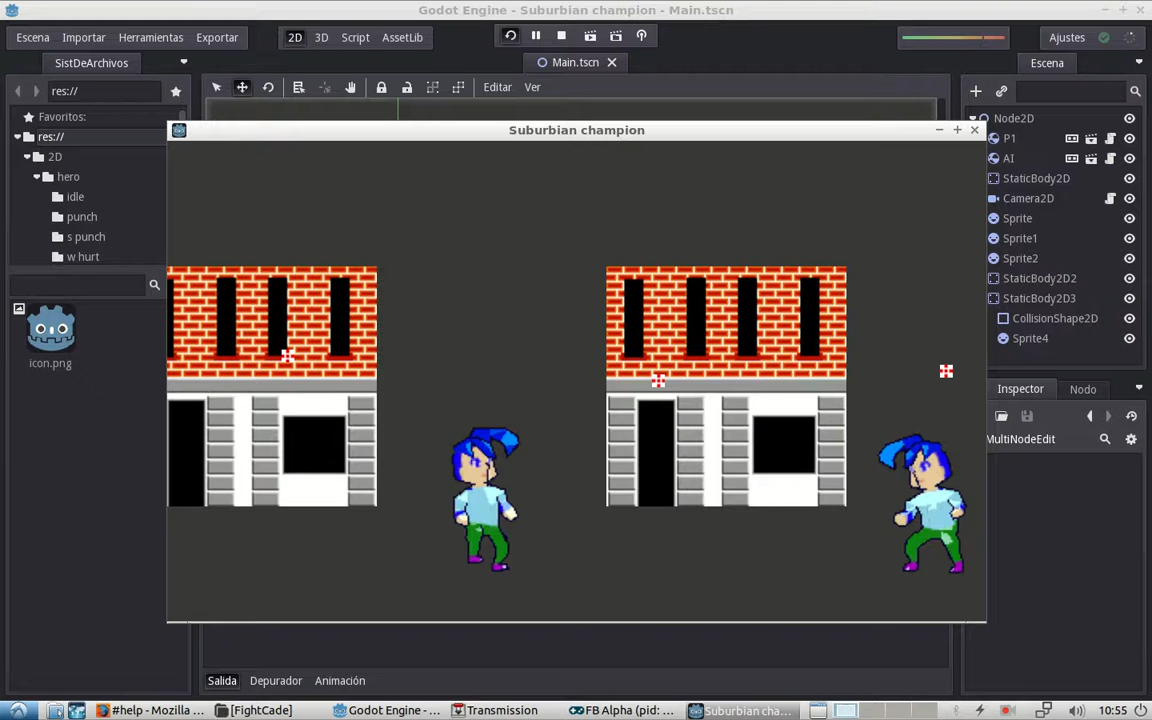 Godot Engine - Suburbian champion - Main.tscn
Escena Importar Herramientas Exportar 2D 3D Script AssetLib Ajustes
SistDeArchivos Main.tscn Escena
res:// Editar Ver
Favoritos: Node2D
res:// Suburbian champion P1
2D AI
hero StaticBody2D
idle Camera2D
punch Sprite
s punch Sprite1
w hurt Sprite2
StaticBody2D2
StaticBody2D3
CollisionShape2D
Sprite4
icon.png
Inspector Nodo
MultiNodeEdit
Salida Depurador Animación
#help - Mozilla ... [FightCade] Godot Engine - ... Transmission FB Alpha (pid: ... Suburbian cha... 10:55